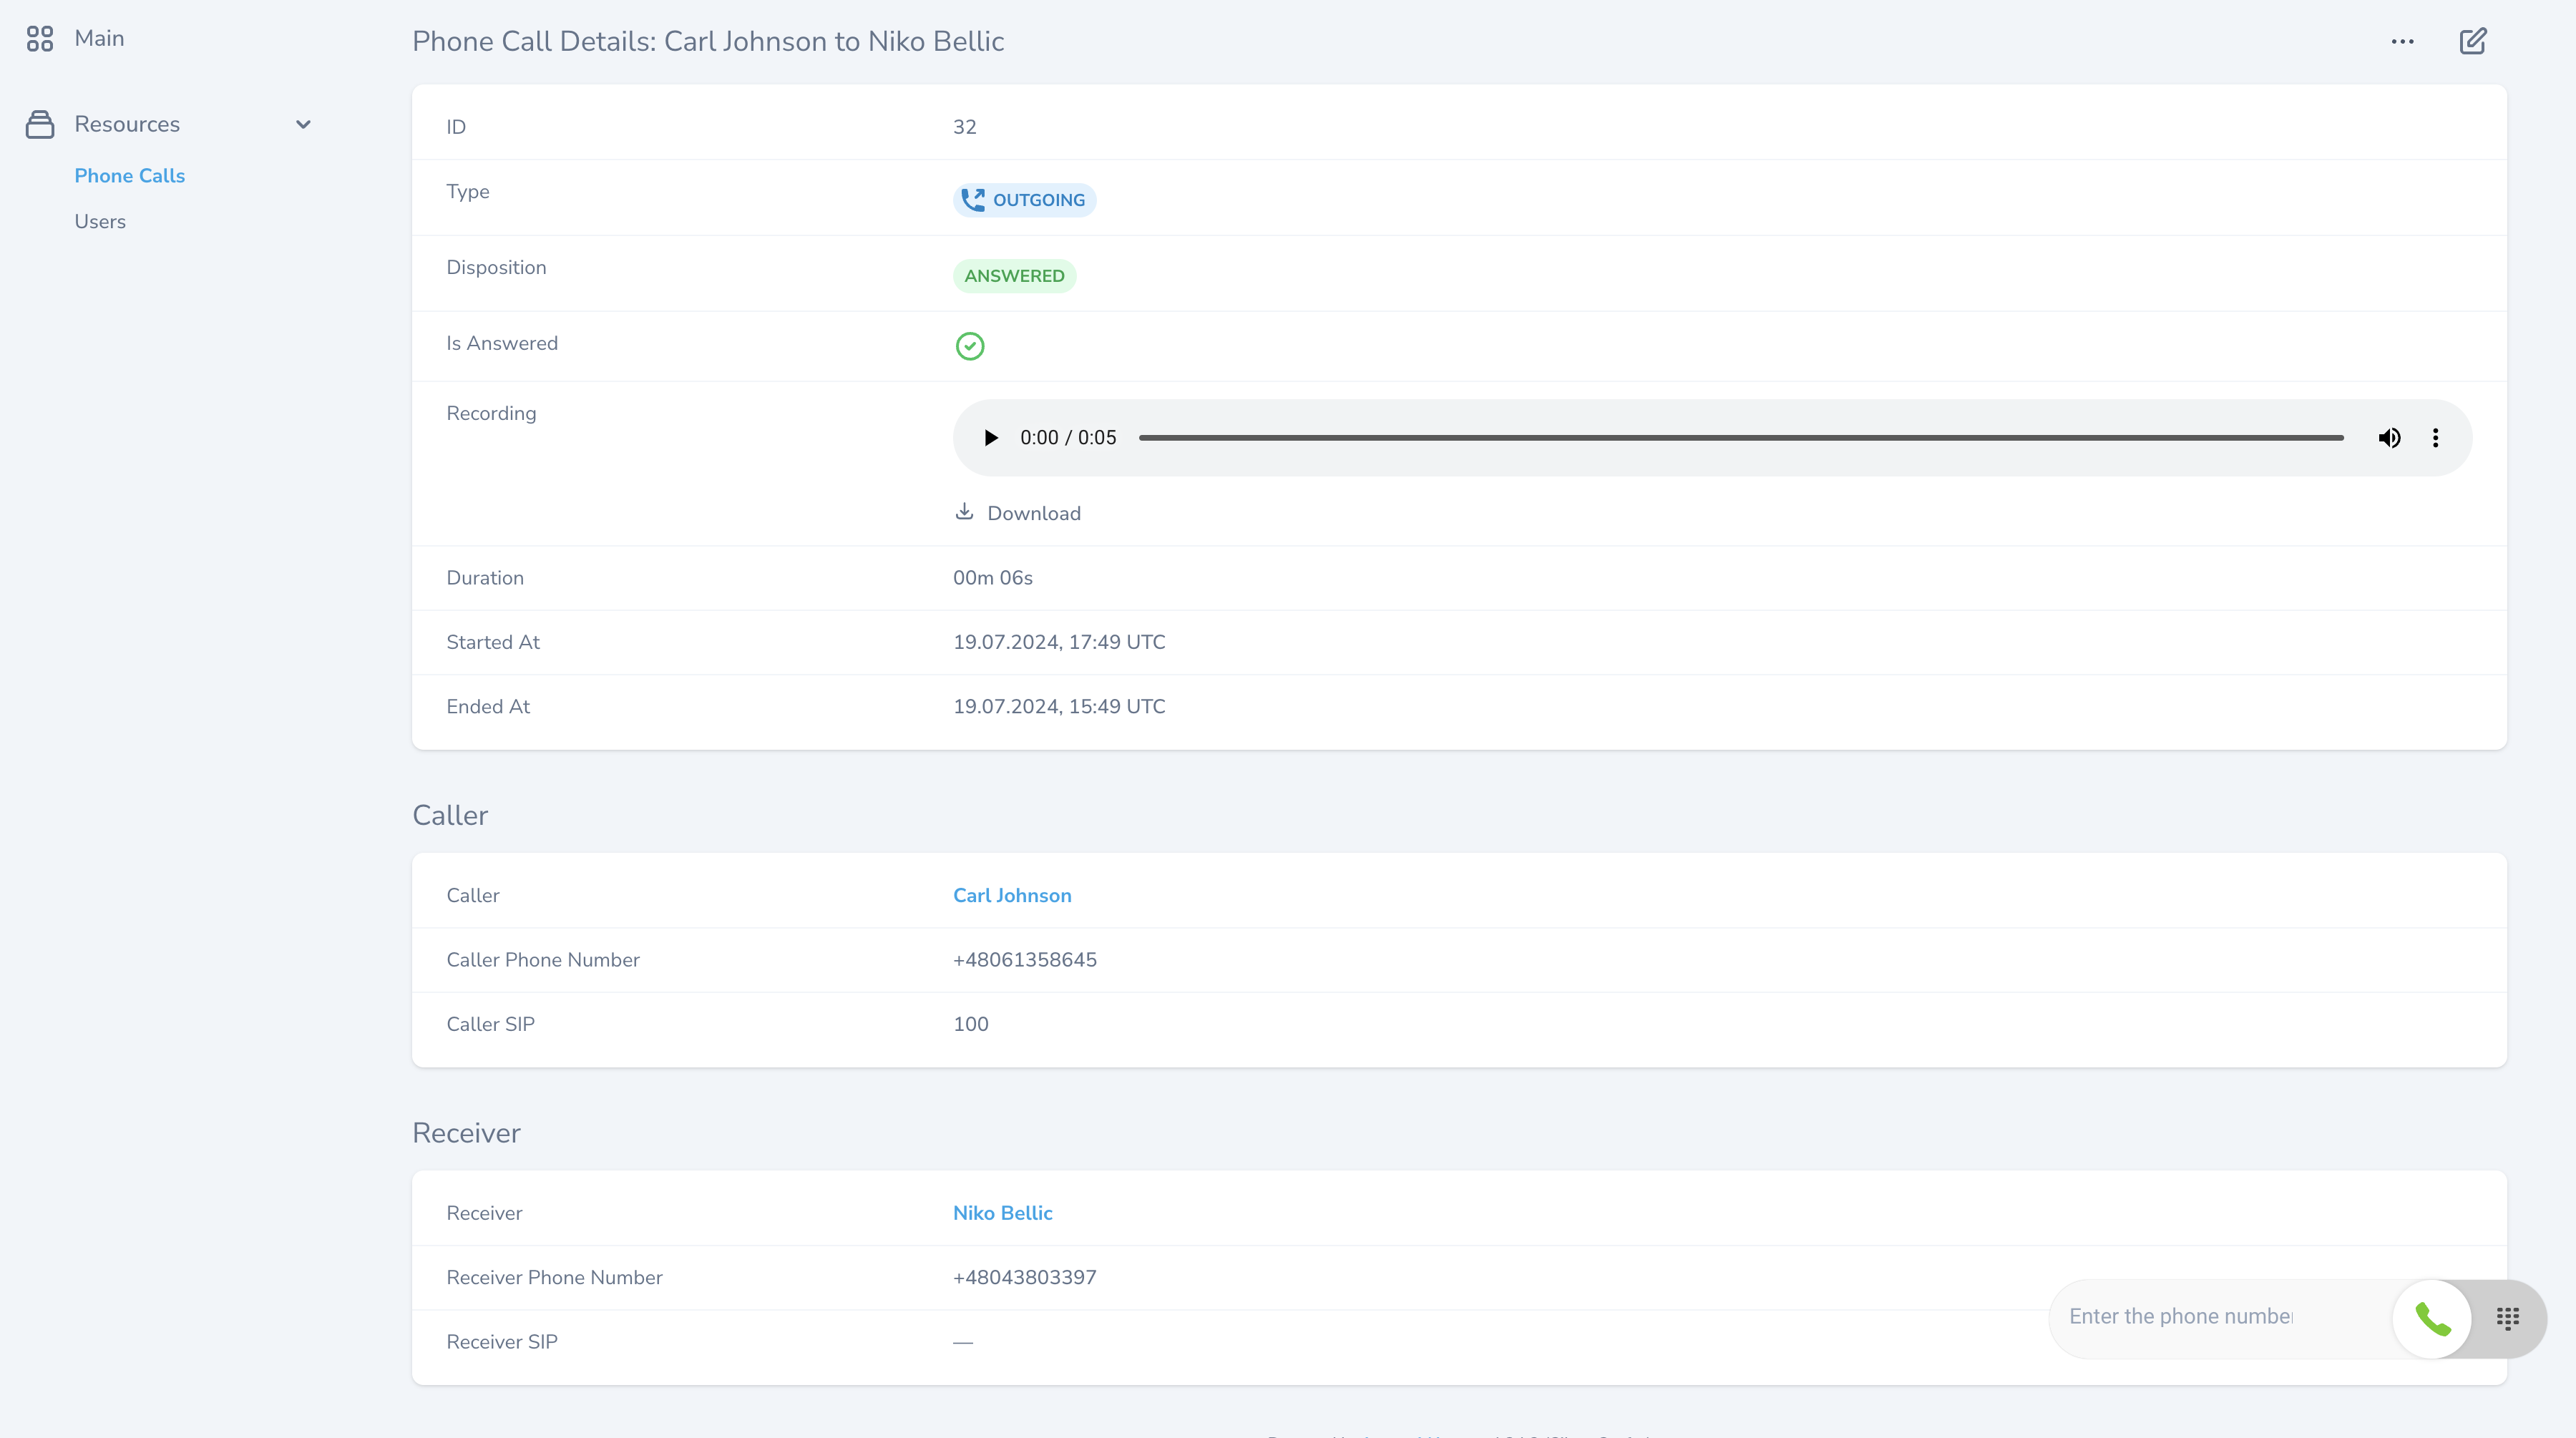 Main
Resources
Phone Calls
Users
Phone Call Details: Carl Johnson to Niko Bellic
ID 32
Type OUTGOING
Disposition ANSWERED
Is Answered
Recording 0:00 / 0:05
Download
Duration 00m 06s
Started At 19.07.2024, 17:49 UTC
Ended At 19.07.2024, 15:49 UTC
Caller
Caller Carl Johnson
Caller Phone Number +48061358645
Caller SIP 100
Receiver
Receiver Niko Bellic
Receiver Phone Number +48043803397
Enter the phone number
Receiver SIP —